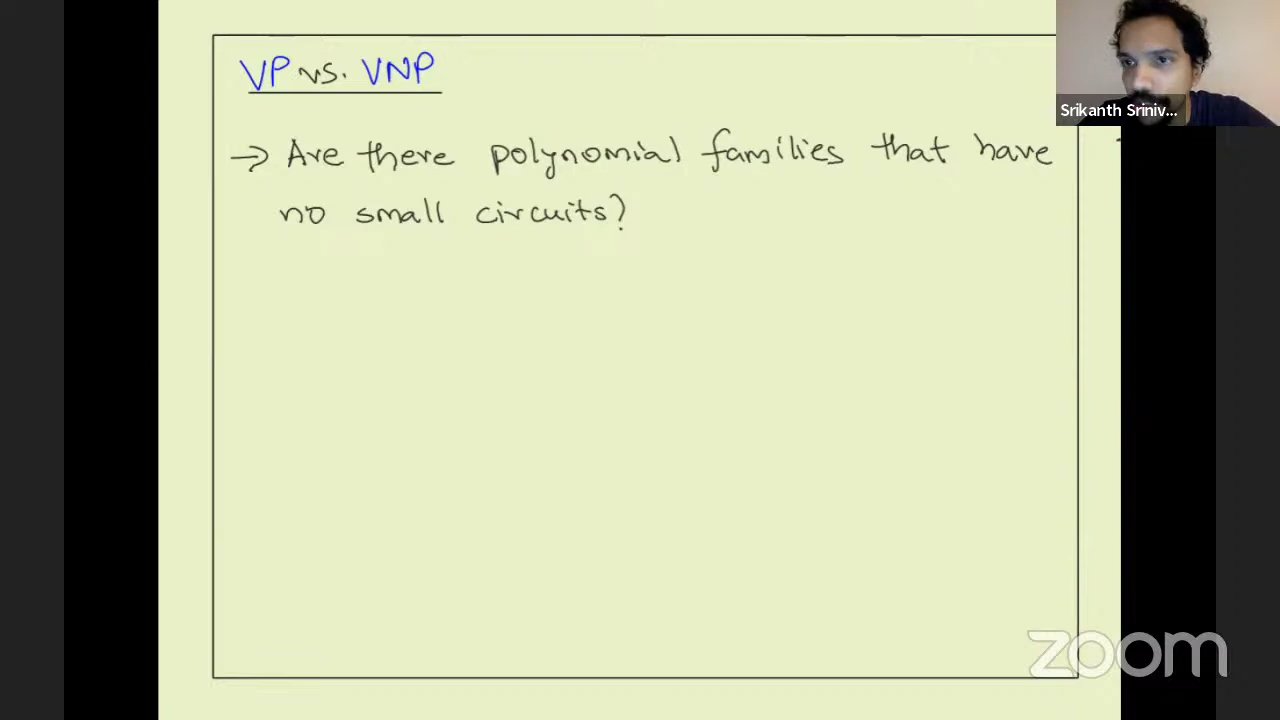 VP vs. VNP
Srikanth Sriniv...
→ Are there polynomial families that have
no small circuits?
zoom